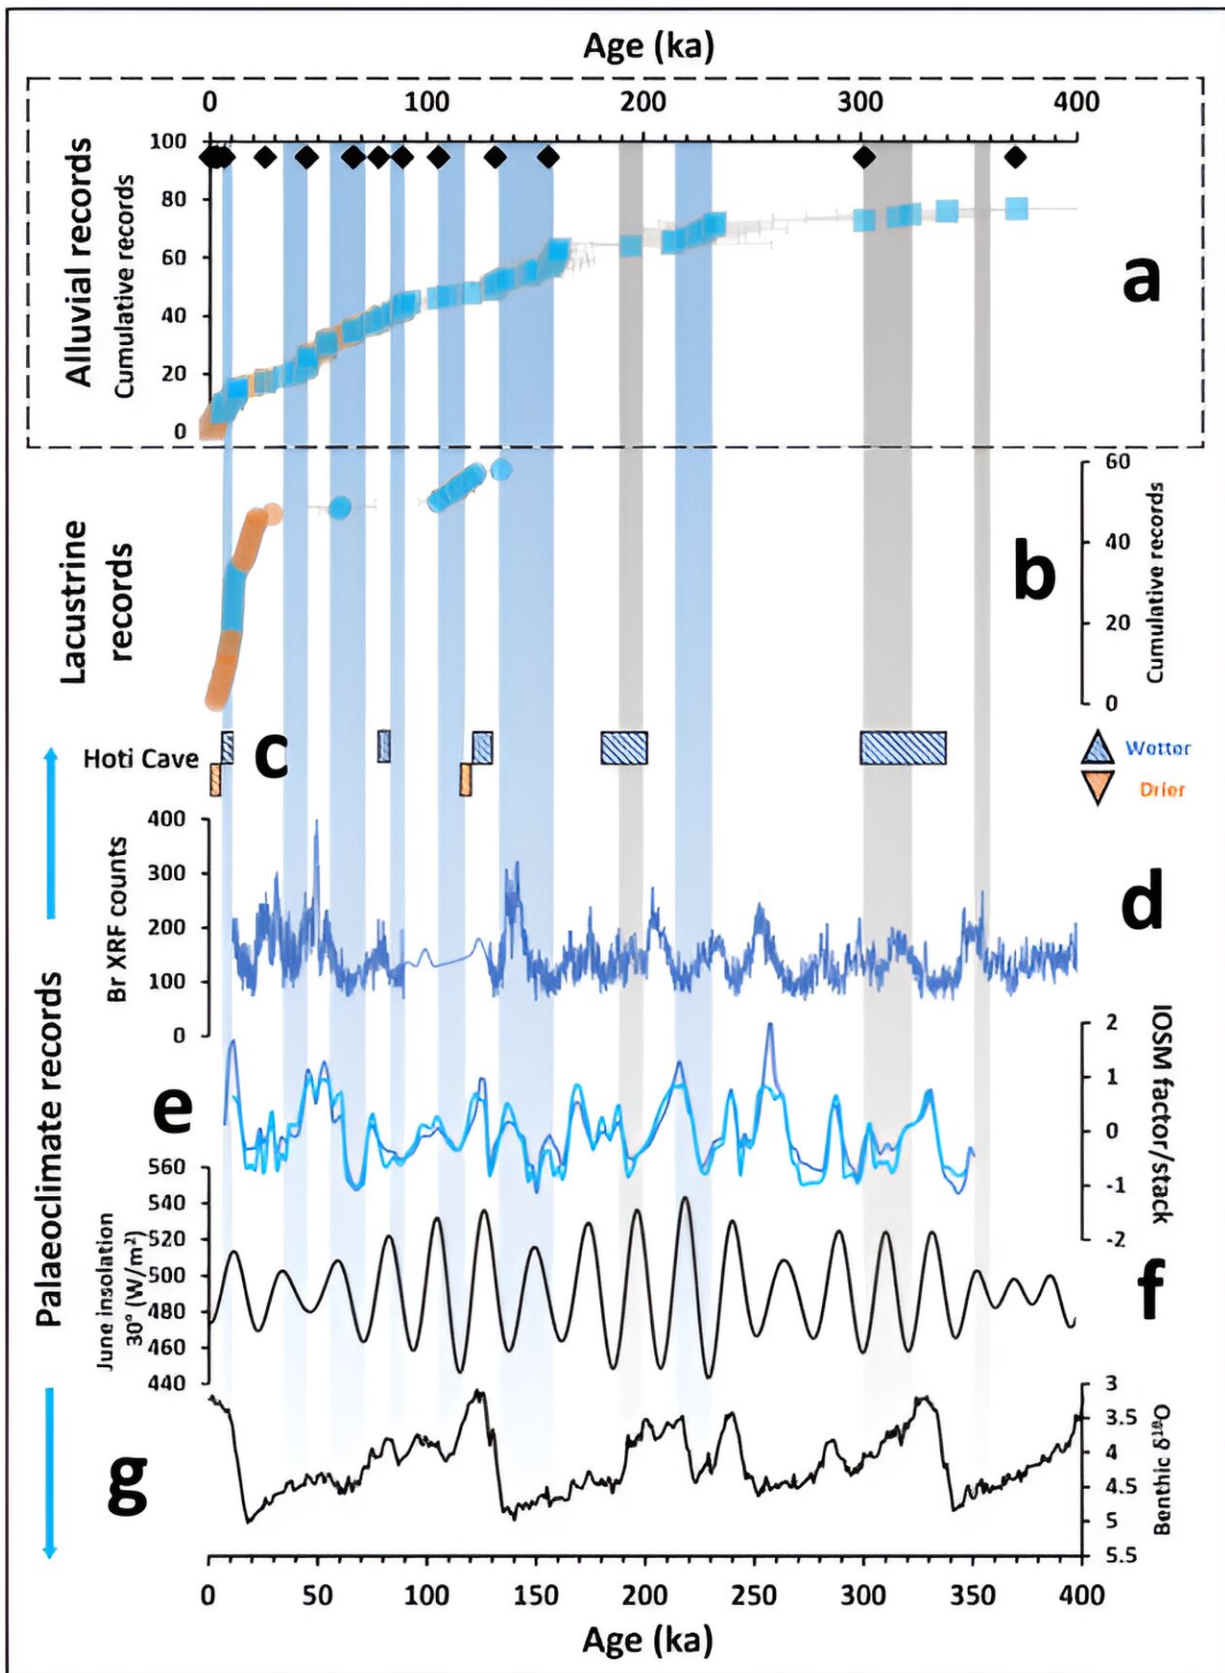 Age (ka)
0 100 200 300 400
Alluvial records
Cumulative records
100
80
60
40
20
0
a
Lacustrine
records
60
40
20
0
Cumulative records
b
Hoti Cave
c
Wetter
Drier
Palaeoclimate records
Br XRF counts
400
300
200
100
0
d
e
2
1
0
-1
-2
IOSM factor/stack
June insolation
30° (W/m²)
560
540
520
500
480
460
440
f
g
3
3.5
4
4.5
5
5.5
Benthic δ¹⁸O
0 50 100 150 200 250 300 350 400
Age (ka)